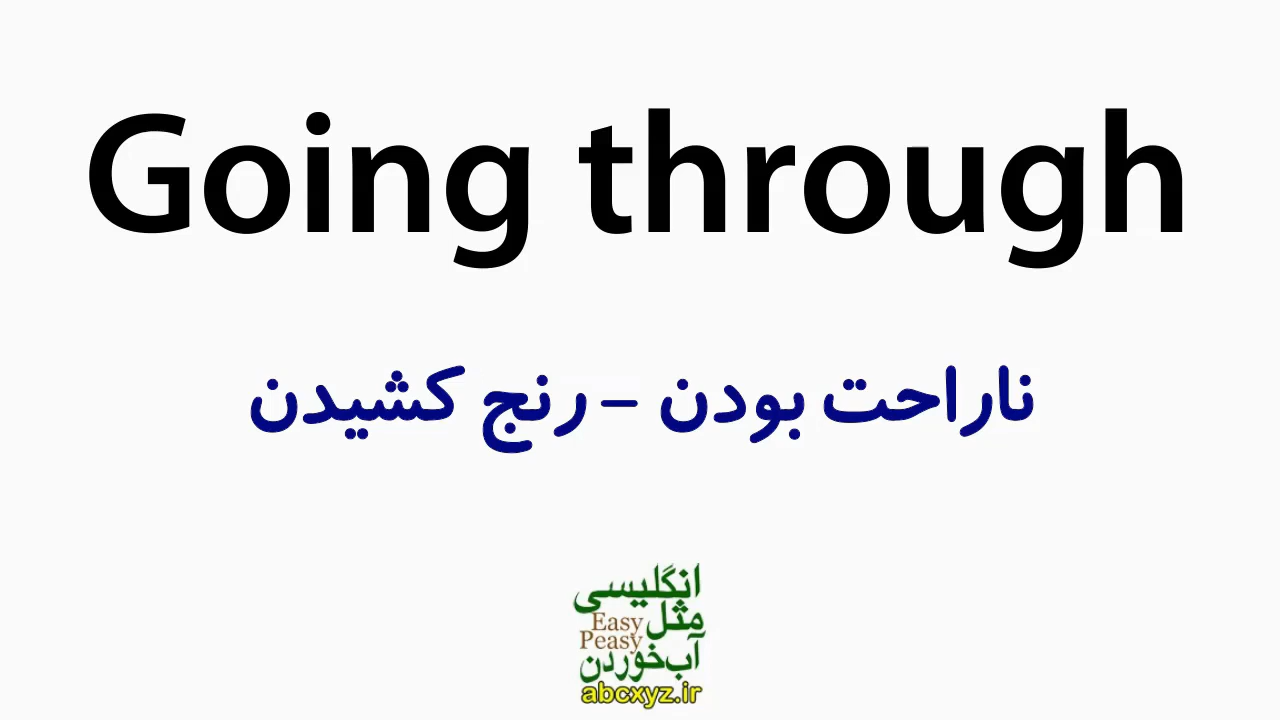 Going through
ناراحت بودن – رنج کشیدن
انگلیسی
مثل
Easy
Peasy
آب‌خوردن
abcxyz.ir